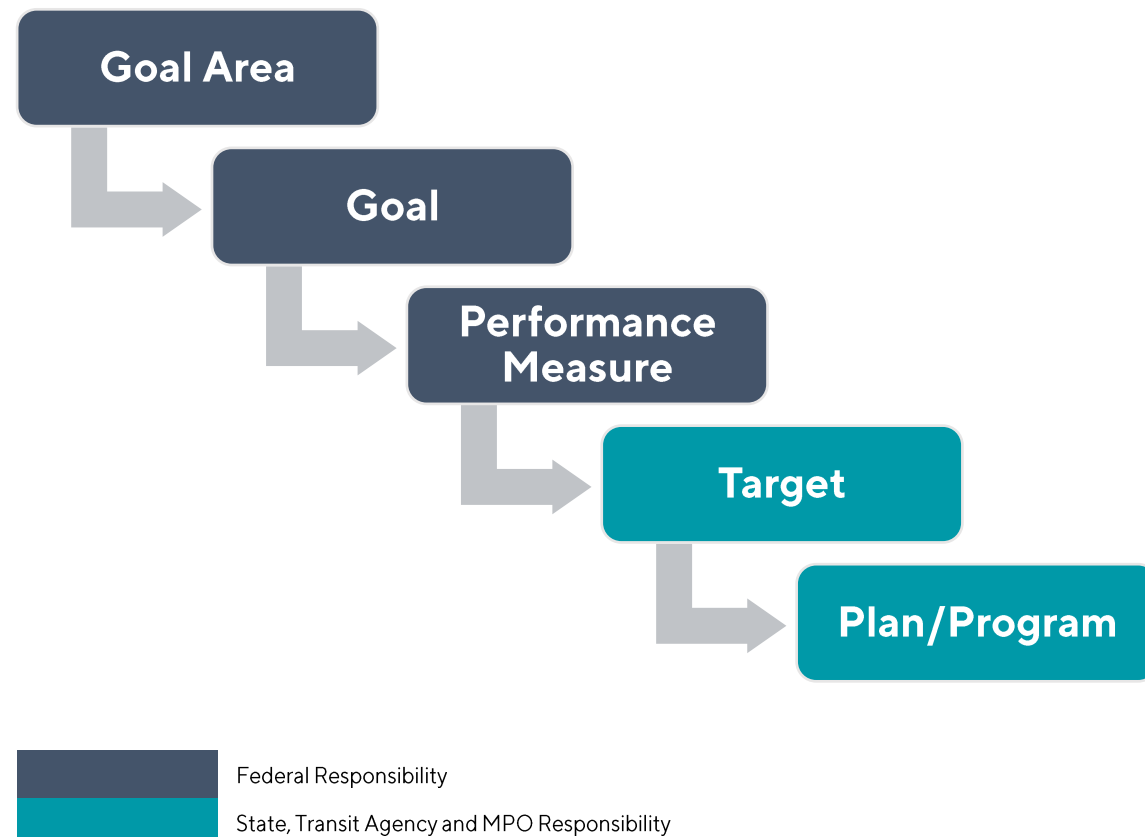 Goal Area
Goal
Performance
Measure
Target
Plan/Program
Federal Responsibility
State, Transit Agency and MPO Responsibility